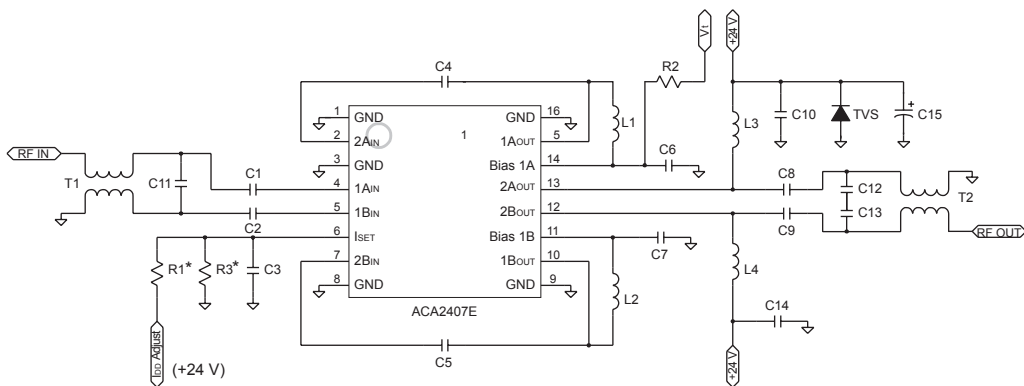 Vt
+24 V
C4
R2
1
GND
GND
16
2
2AIN
1
1AOUT
5
L1
L3
C10
TVS
+
C15
RF IN
3
GND
Bias 1A
14
C6
T1
C11
C1
4
1AIN
2AOUT
13
C8
C12
T2
5
1BIN
2BOUT
12
C13
C2
C9
6
ISET
Bias 1B
11
RF OUT
C7
R1*
R3*
C3
7
2BIN
1BOUT
10
8
GND
GND
9
L2
L4
ACA2407E
C14
IDD Adjust
(+24 V)
C5
+24 V